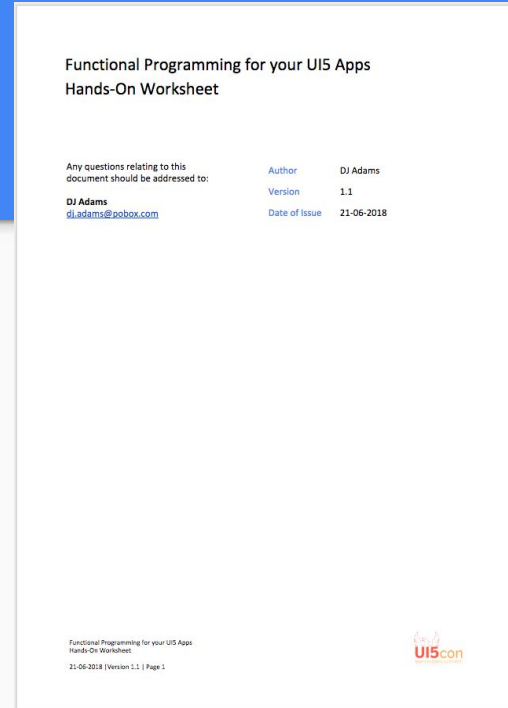 Functional Programming for your UI5 Apps
Hands-On Worksheet
Any questions relating to this
document should be addressed to:
DJ Adams
dj.adams@pobox.com
Author DJ Adams
Version 1.1
Date of Issue 21-06-2018
Functional Programming for your UI5 Apps
Hands-On Worksheet
21-06-2018 |Version 1.1 | Page 1
UI5con